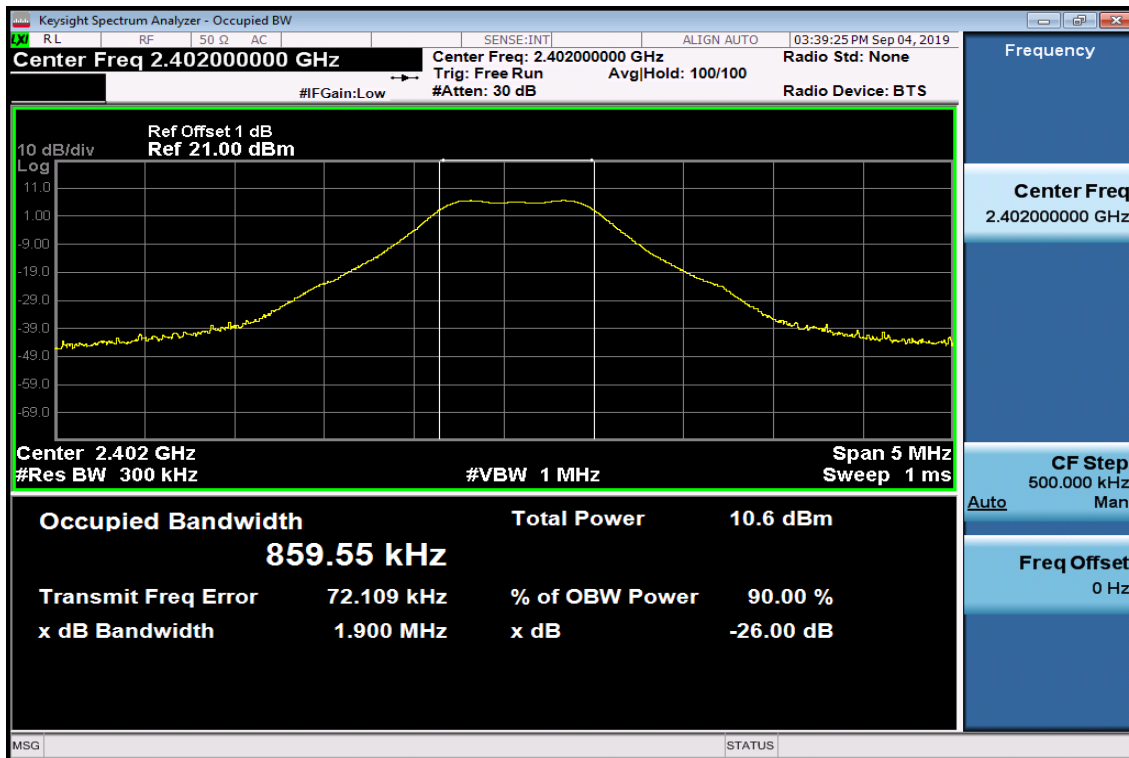 Keysight Spectrum Analyzer - Occupied BW
LXI RL RF 50 Ω AC SENSE:INT ALIGN AUTO 03:39:25 PM Sep 04, 2019
Center Freq 2.402000000 GHz
Center Freq: 2.402000000 GHz Radio Std: None
Trig: Free Run Avg|Hold: 100/100
#IFGain:Low #Atten: 30 dB Radio Device: BTS
Ref Offset 1 dB
10 dB/div Ref 21.00 dBm
Log
11.0
1.00
-9.00
-19.0
-29.0
-39.0
-49.0
-59.0
-69.0
Center 2.402 GHz Span 5 MHz
#Res BW 300 kHz #VBW 1 MHz Sweep 1 ms
Occupied Bandwidth Total Power 10.6 dBm
859.55 kHz
Transmit Freq Error 72.109 kHz % of OBW Power 90.00 %
x dB Bandwidth 1.900 MHz x dB -26.00 dB
MSG STATUS
Frequency
Center Freq
2.402000000 GHz
CF Step
500.000 kHz
Auto Man
Freq Offset
0 Hz